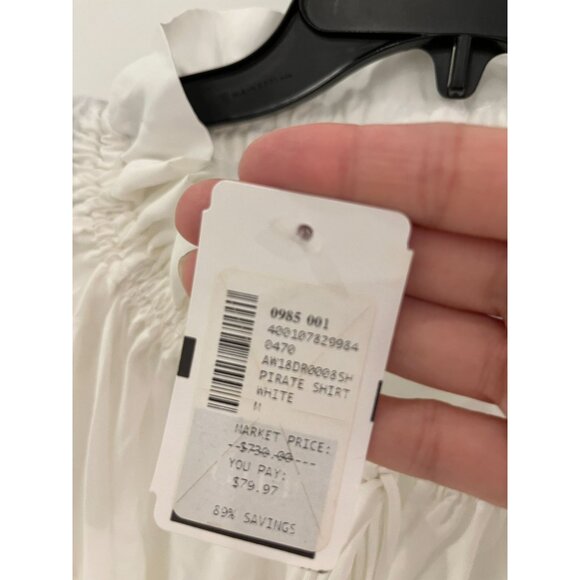 0985 001
400107829984
0470
AW18DR0008SH
PIRATE SHIRT
WHITE
M
MARKET PRICE:
--$730.00---
YOU PAY:
$79.97
89% SAVINGS